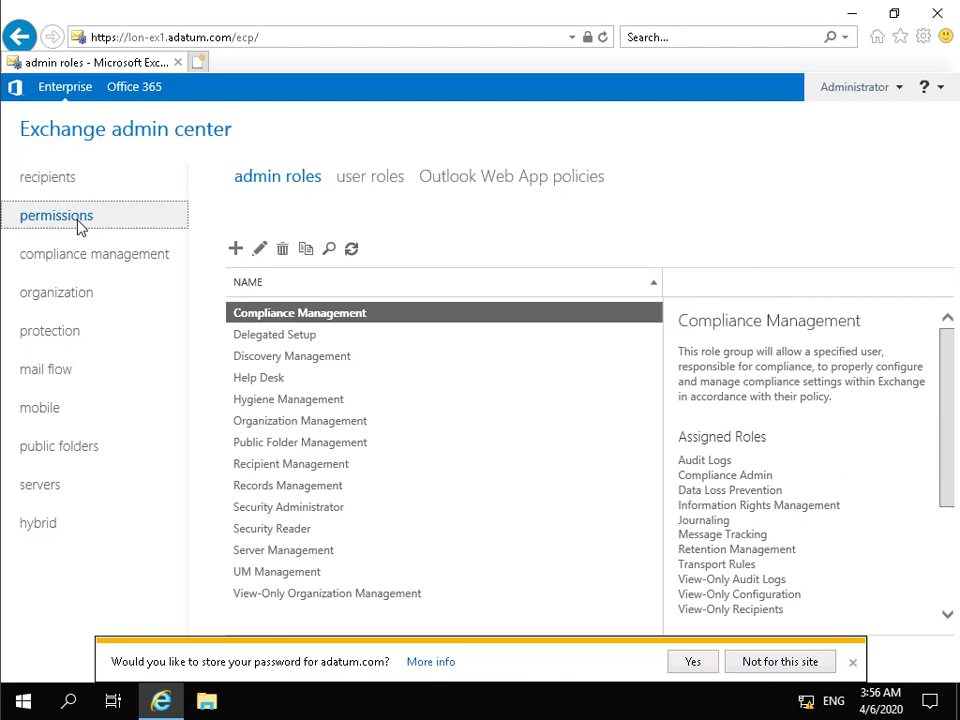 https://lon-ex1.adatum.com/ecp/
Search...
admin roles - Microsoft Exc...
Enterprise
Office 365
Administrator
?
Exchange admin center
recipients
permissions
compliance management
organization
protection
mail flow
mobile
public folders
servers
hybrid
admin roles
user roles
Outlook Web App policies
NAME
Compliance Management
Delegated Setup
Discovery Management
Help Desk
Hygiene Management
Organization Management
Public Folder Management
Recipient Management
Records Management
Security Administrator
Security Reader
Server Management
UM Management
View-Only Organization Management
Compliance Management
This role group will allow a specified user,
responsible for compliance, to properly configure
and manage compliance settings within Exchange
in accordance with their policy.
Assigned Roles
Audit Logs
Compliance Admin
Data Loss Prevention
Information Rights Management
Journaling
Message Tracking
Retention Management
Transport Rules
View-Only Audit Logs
View-Only Configuration
View-Only Recipients
Would you like to store your password for adatum.com?
More info
Yes
Not for this site
ENG
3:56 AM
4/6/2020